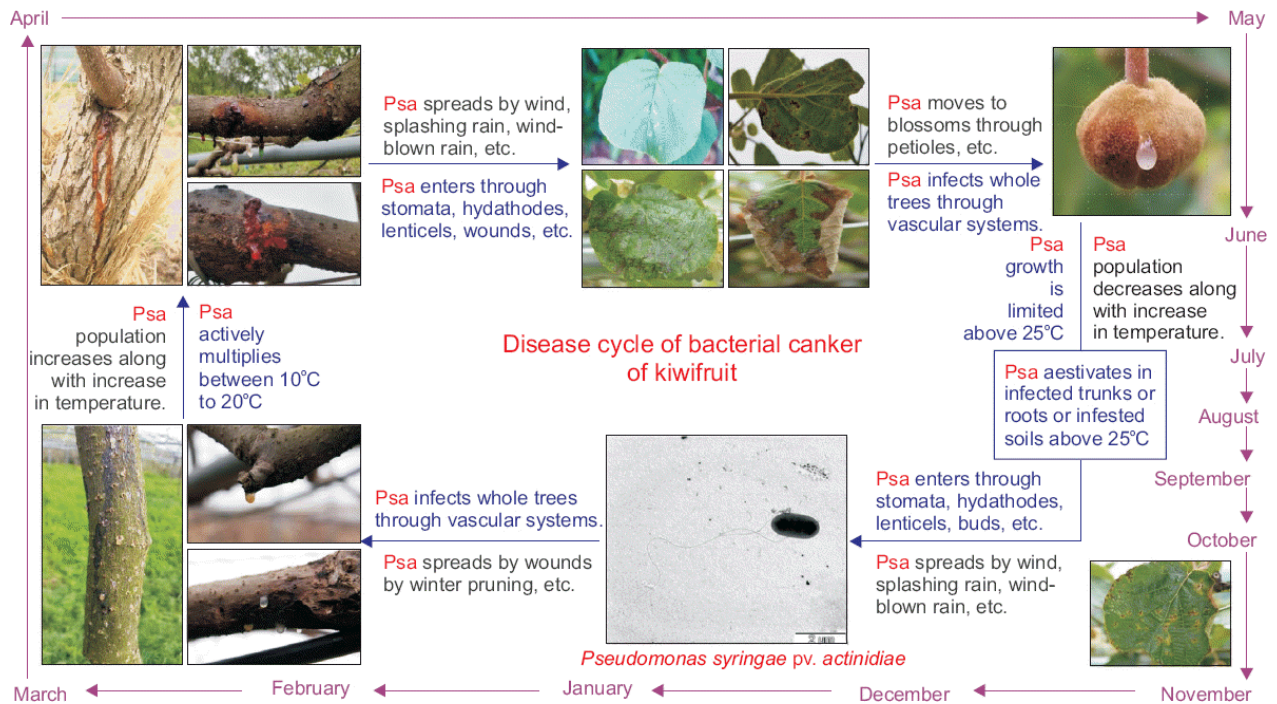 April
May
Psa spreads by wind,
splashing rain, wind-
blown rain, etc.
Psa enters through
stomata, hydathodes,
lenticels, wounds, etc.
Psa moves to
blossoms through
petioles, etc.
Psa infects whole
trees through
vascular systems.
June
Psa
growth
is
limited
above 25°C
Psa
population
decreases along
with increase
in temperature.
Psa
population
increases along
with increase
in temperature.
Psa
actively
multiplies
between 10°C
to 20°C
Disease cycle of bacterial canker
of kiwifruit
July
Psa aestivates in
infected trunks or
roots or infested
soils above 25°C
August
September
Psa enters through
stomata, hydathodes,
lenticels, buds, etc.
Psa infects whole trees
through vascular systems.
October
Psa spreads by wounds
by winter pruning, etc.
Psa spreads by wind,
splashing rain, wind-
blown rain, etc.
Pseudomonas syringae pv. actinidiae
March
February
January
December
November